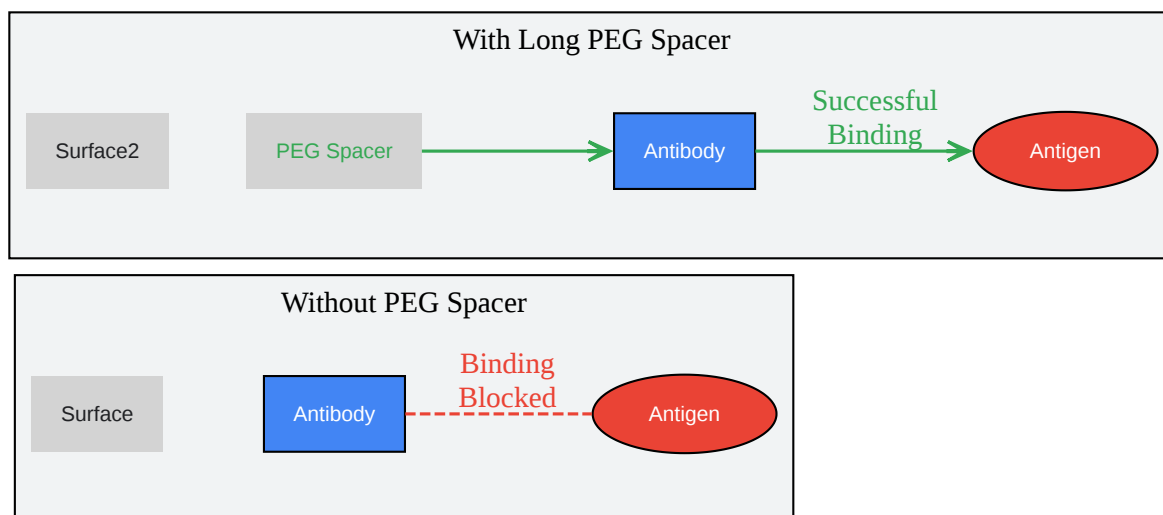 With Long PEG Spacer
Successful
Binding
Surface2
PEG Spacer
Antibody
Antigen
Without PEG Spacer
Binding
Blocked
Surface
Antibody
Antigen